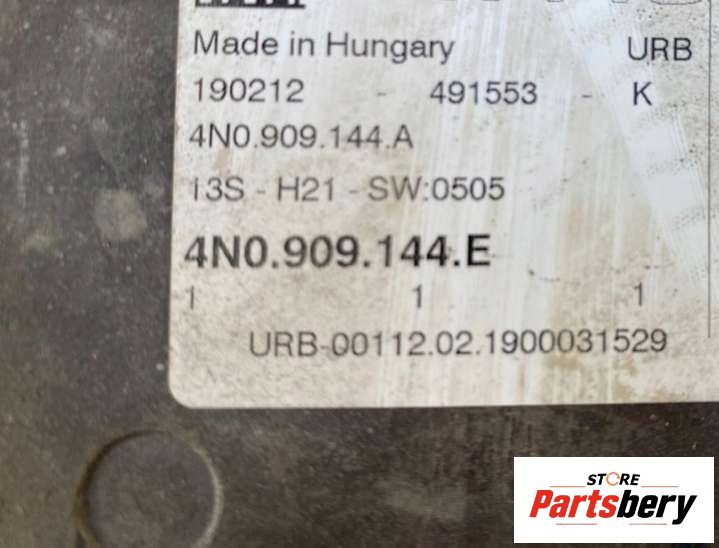 Made in Hungary URB
190212 - 491553 - K
4N0.909.144.A
13S - H21 - SW:0505
4N0.909.144.E
1 1 1
URB-00112.02.1900031529
STORE
Partsbery